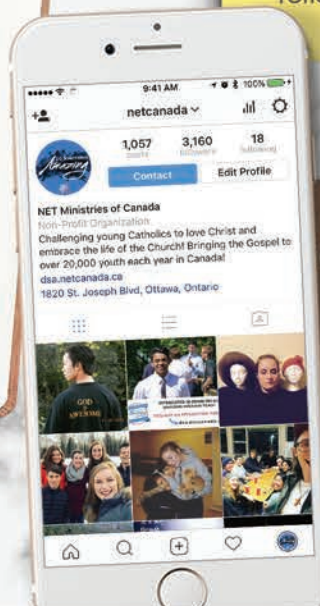 9:41 AM
100%
netcanada
1,057
3,160
18
posts
followers
following
Contact
Edit Profile
NET Ministries of Canada
Non-Profit Organization
Challenging young Catholics to love Christ and
embrace the life of the Church! Bringing the Gospel to
over 20,000 youth each year in Canada!
dsa.netcanada.ca
1820 St. Joseph Blvd, Ottawa, Ontario
Amazing
GOD
AWESOME